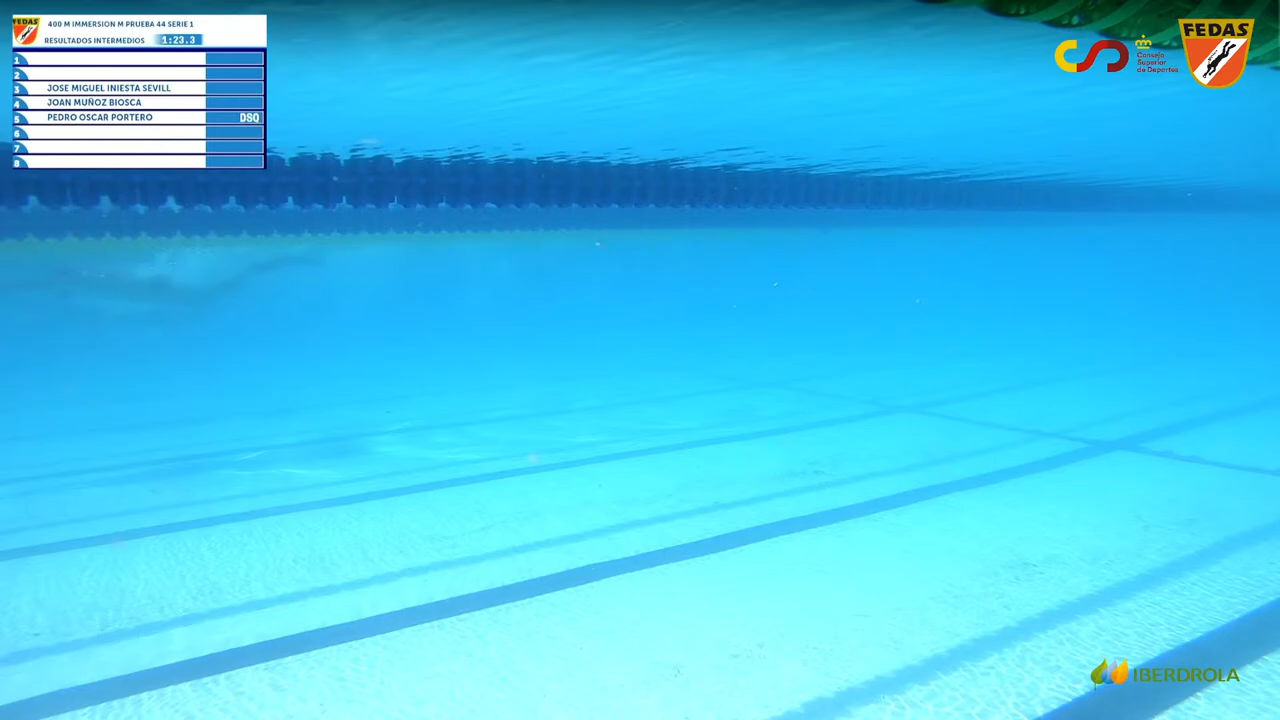 FEDAS
400 M IMMERSION M PRUEBA 44 SERIE 1
RESULTADOS INTERMEDIOS 1:23.3
1
2
3 JOSE MIGUEL INIESTA SEVILL
4 JOAN MUÑOZ BIOSCA
5 PEDRO OSCAR PORTERO DSQ
6
7
8
Consejo
Superior
de Deportes
FEDAS
IBERDROLA